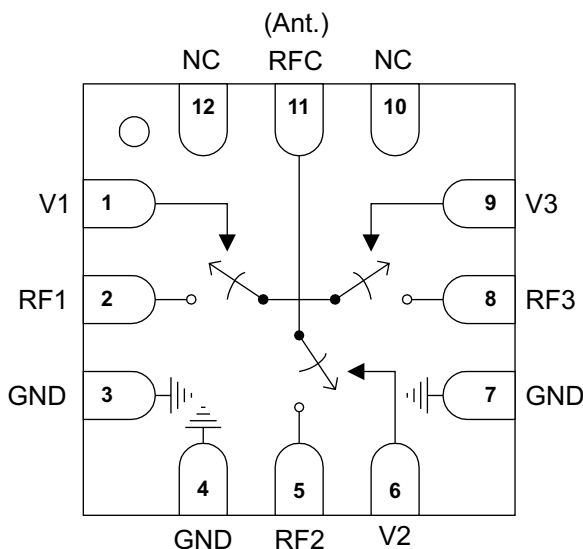 (Ant.)
NC RFC NC
12 11 10
V1 1 9 V3
RF1 2 8 RF3
GND 3 7 GND
4 5 6
GND RF2 V2